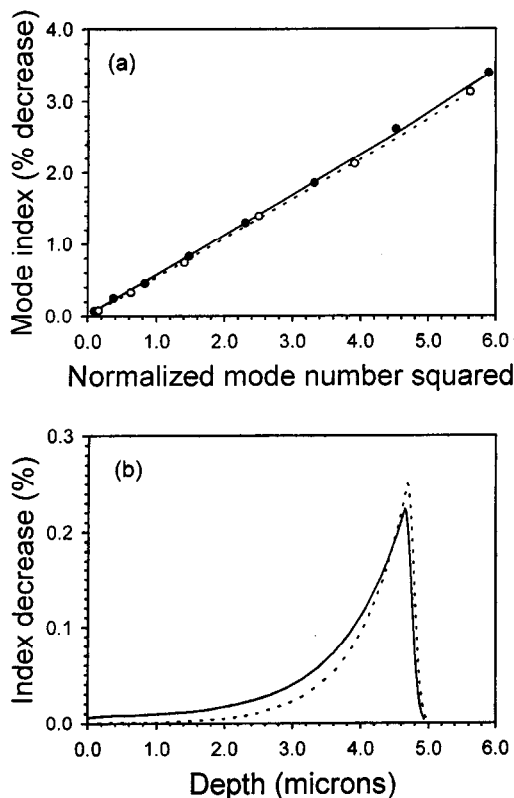 4.0
(a)
3.0
2.0
1.0
0.0
Mode index (% decrease)
0.0 1.0 2.0 3.0 4.0 5.0 6.0
Normalized mode number squared
0.3
(b)
0.2
0.1
0.0
Index decrease (%)
0.0 1.0 2.0 3.0 4.0 5.0 6.0
Depth (microns)